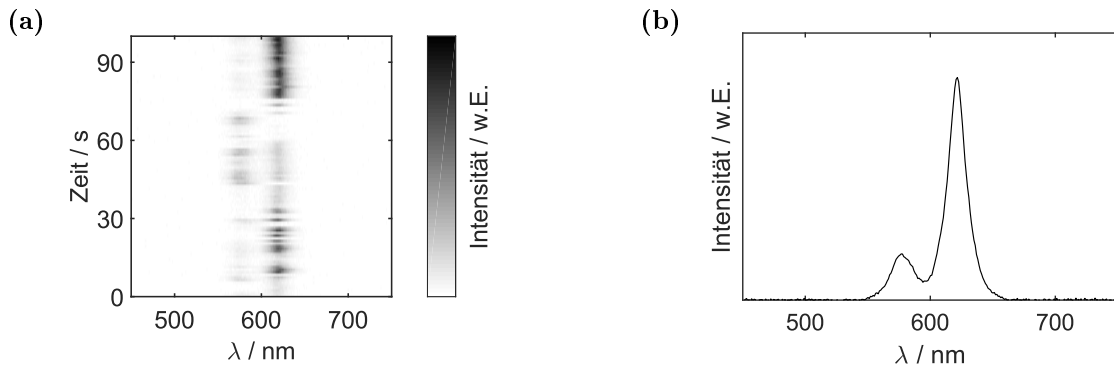 (a)
90
60
30
0
Zeit / s
500 600 700
λ / nm
Intensität / w.E.
(b)
Intensität / w.E.
500 600 700
λ / nm